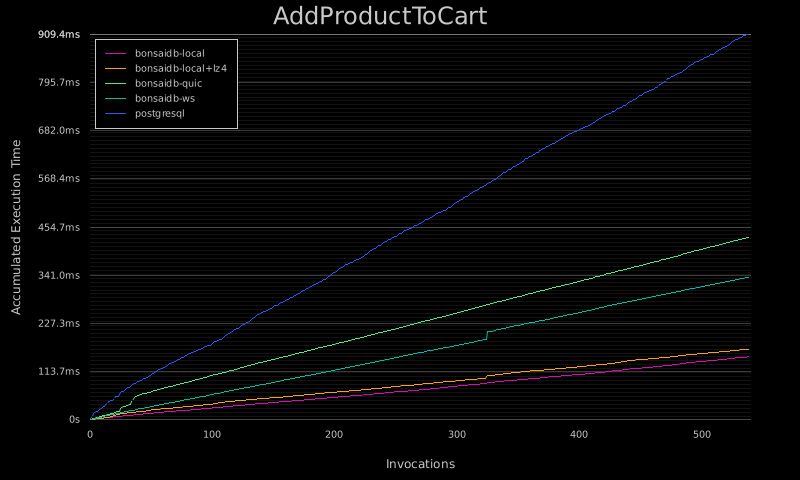 AddProductToCart
909.4ms
bonsaidb-local
bonsaidb-local+lz4
bonsaidb-quic
bonsaidb-ws
postgresql
795.7ms
682.0ms
568.4ms
454.7ms
341.0ms
227.3ms
113.7ms
0s
Accumulated Execution Time
0 100 200 300 400 500
Invocations